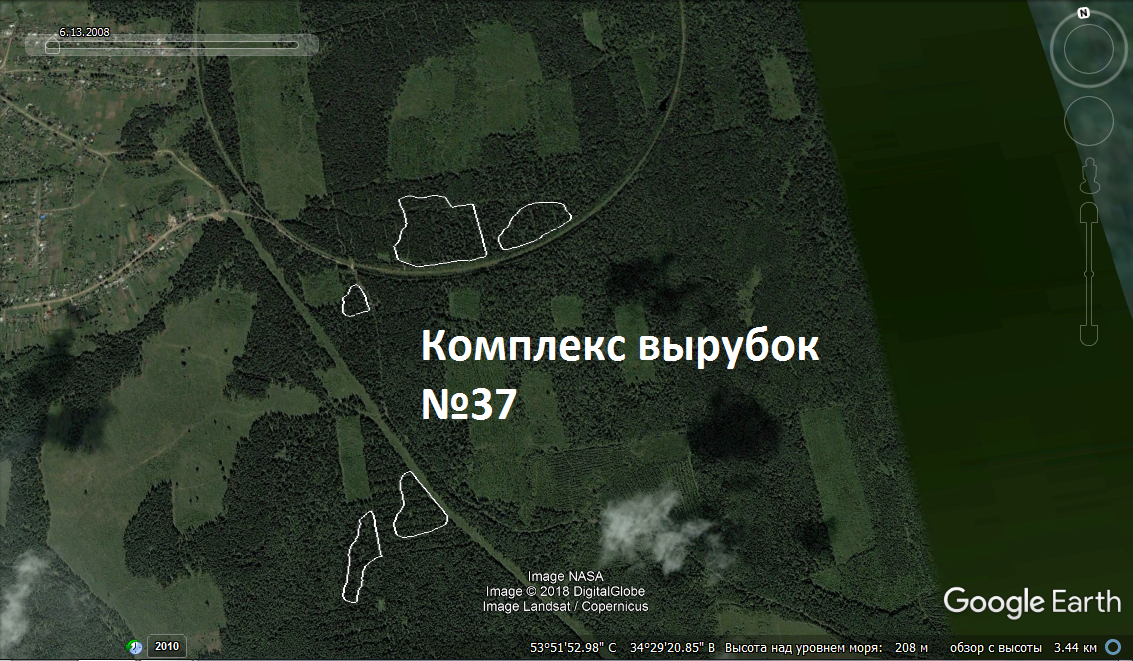 6.13.2008
N
Комплекс вырубок
№37
Image NASA
Image © 2018 DigitalGlobe
Image Landsat / Copernicus
Google Earth
2010
53°51'52.98" С 34°29'20.85" В Высота над уровнем моря: 208 м обзор с высоты 3.44 км